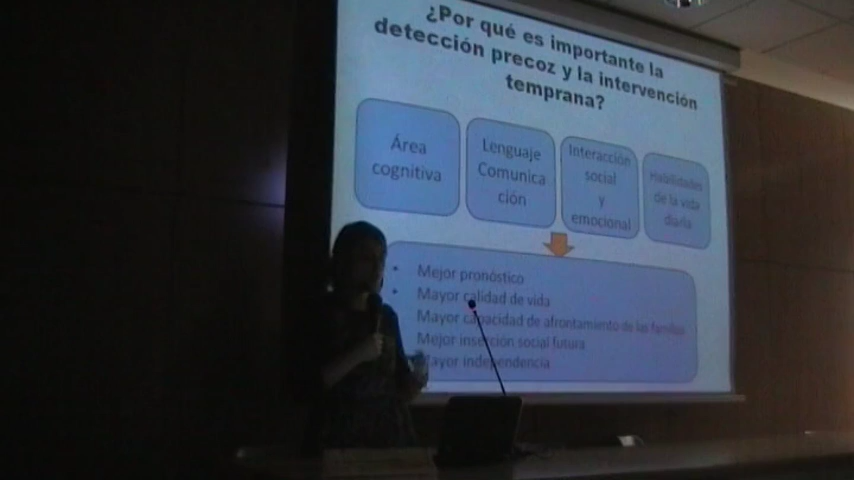 ¿Por qué es importante la
detección precoz y la intervención
temprana?
Área
cognitiva
Lenguaje
Comunica
ción
Interacción
social
y
emocional
Habilidades
de la vida
diaria
• Mejor pronóstico
• Mayor calidad de vida
Mayor capacidad de afrontamiento de las familias
Mejor inserción social futura
Mayor independencia